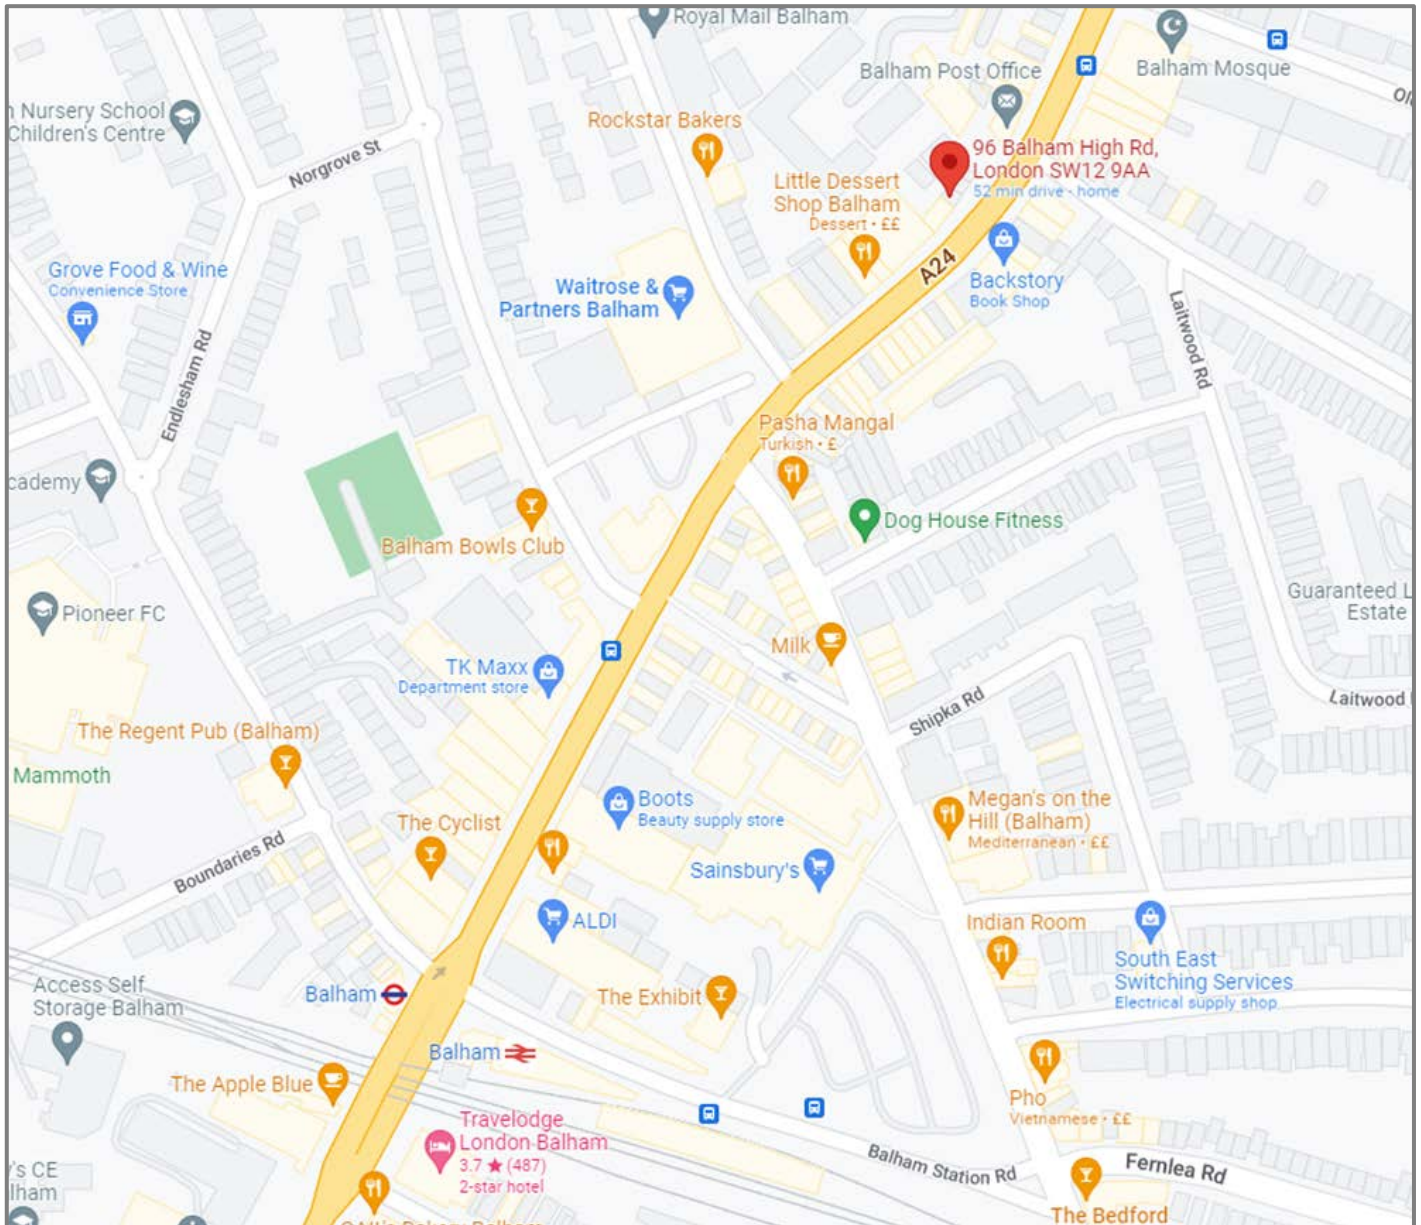 Royal Mail Balham
Balham Post Office
Balham Mosque
Nursery School
Children's Centre
Norgrove St
Rockstar Bakers
96 Balham High Rd,
London SW12 9AA
52 min drive - home
Little Dessert
Shop Balham
Dessert • ££
A24
Grove Food & Wine
Convenience Store
Waitrose &
Partners Balham
Backstory
Book Shop
Laitwood Rd
Endlesham Rd
Pasha Mangal
Turkish • £
cademy
Dog House Fitness
Balham Bowls Club
Pioneer FC
Guaranteed L
Estate
Milk
TK Maxx
Department store
Shipka Rd
Laitwood
The Regent Pub (Balham)
Mammoth
Boots
Beauty supply store
Megan's on the
Hill (Balham)
Mediterranean • ££
The Cyclist
Boundaries Rd
Sainsbury's
ALDI
Indian Room
South East
Switching Services
Electrical supply shop
Access Self
Storage Balham
Balham
The Exhibit
Balham
The Apple Blue
Pho
Vietnamese • ££
Travelodge
London Balham
3.7 ★ (487)
2-star hotel
Balham Station Rd
Fernlea Rd
's CE
lham
The Bedford